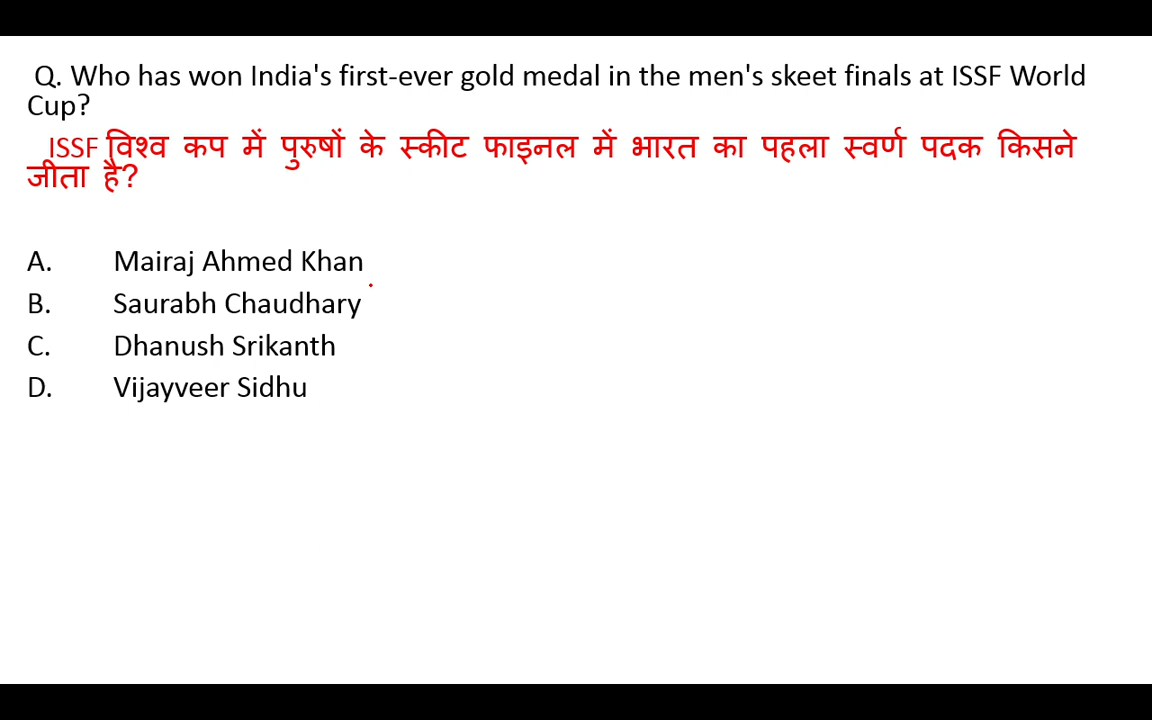 Q. Who has won India's first-ever gold medal in the men's skeet finals at ISSF World
Cup?
ISSF विश्व कप में पुरुषों के स्कीट फाइनल में भारत का पहला स्वर्ण पदक किसने
जीता है?
A. Mairaj Ahmed Khan
B. Saurabh Chaudhary
C. Dhanush Srikanth
D. Vijayveer Sidhu